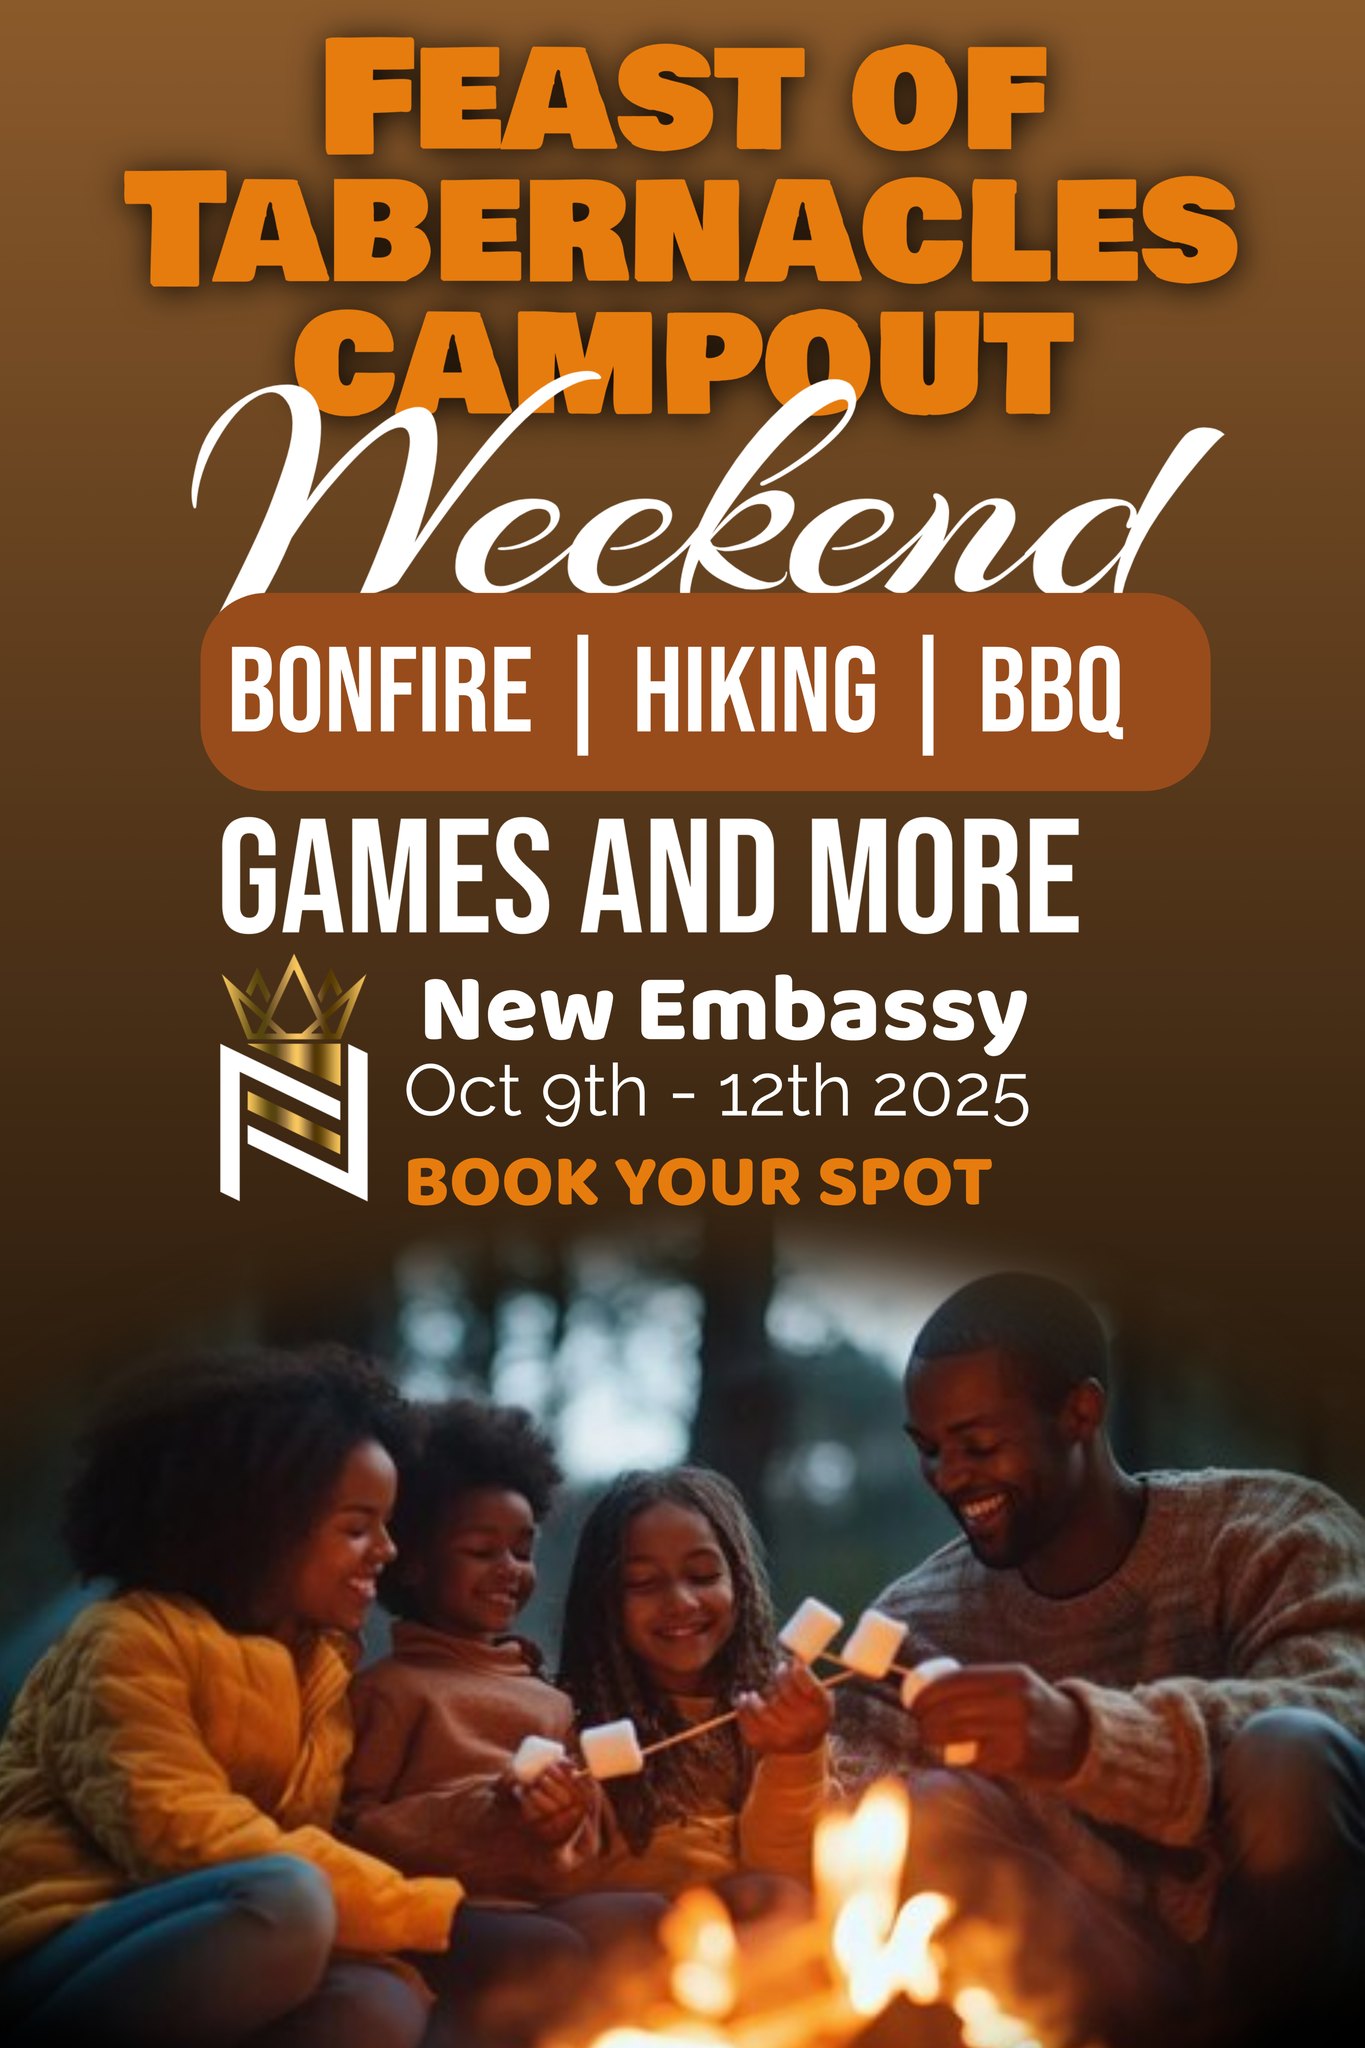 FEAST OF
TABERNACLES
CAMPOUT
Weekend
BONFIRE | HIKING | BBQ
GAMES AND MORE
New Embassy
Oct 9th - 12th 2025
BOOK YOUR SPOT